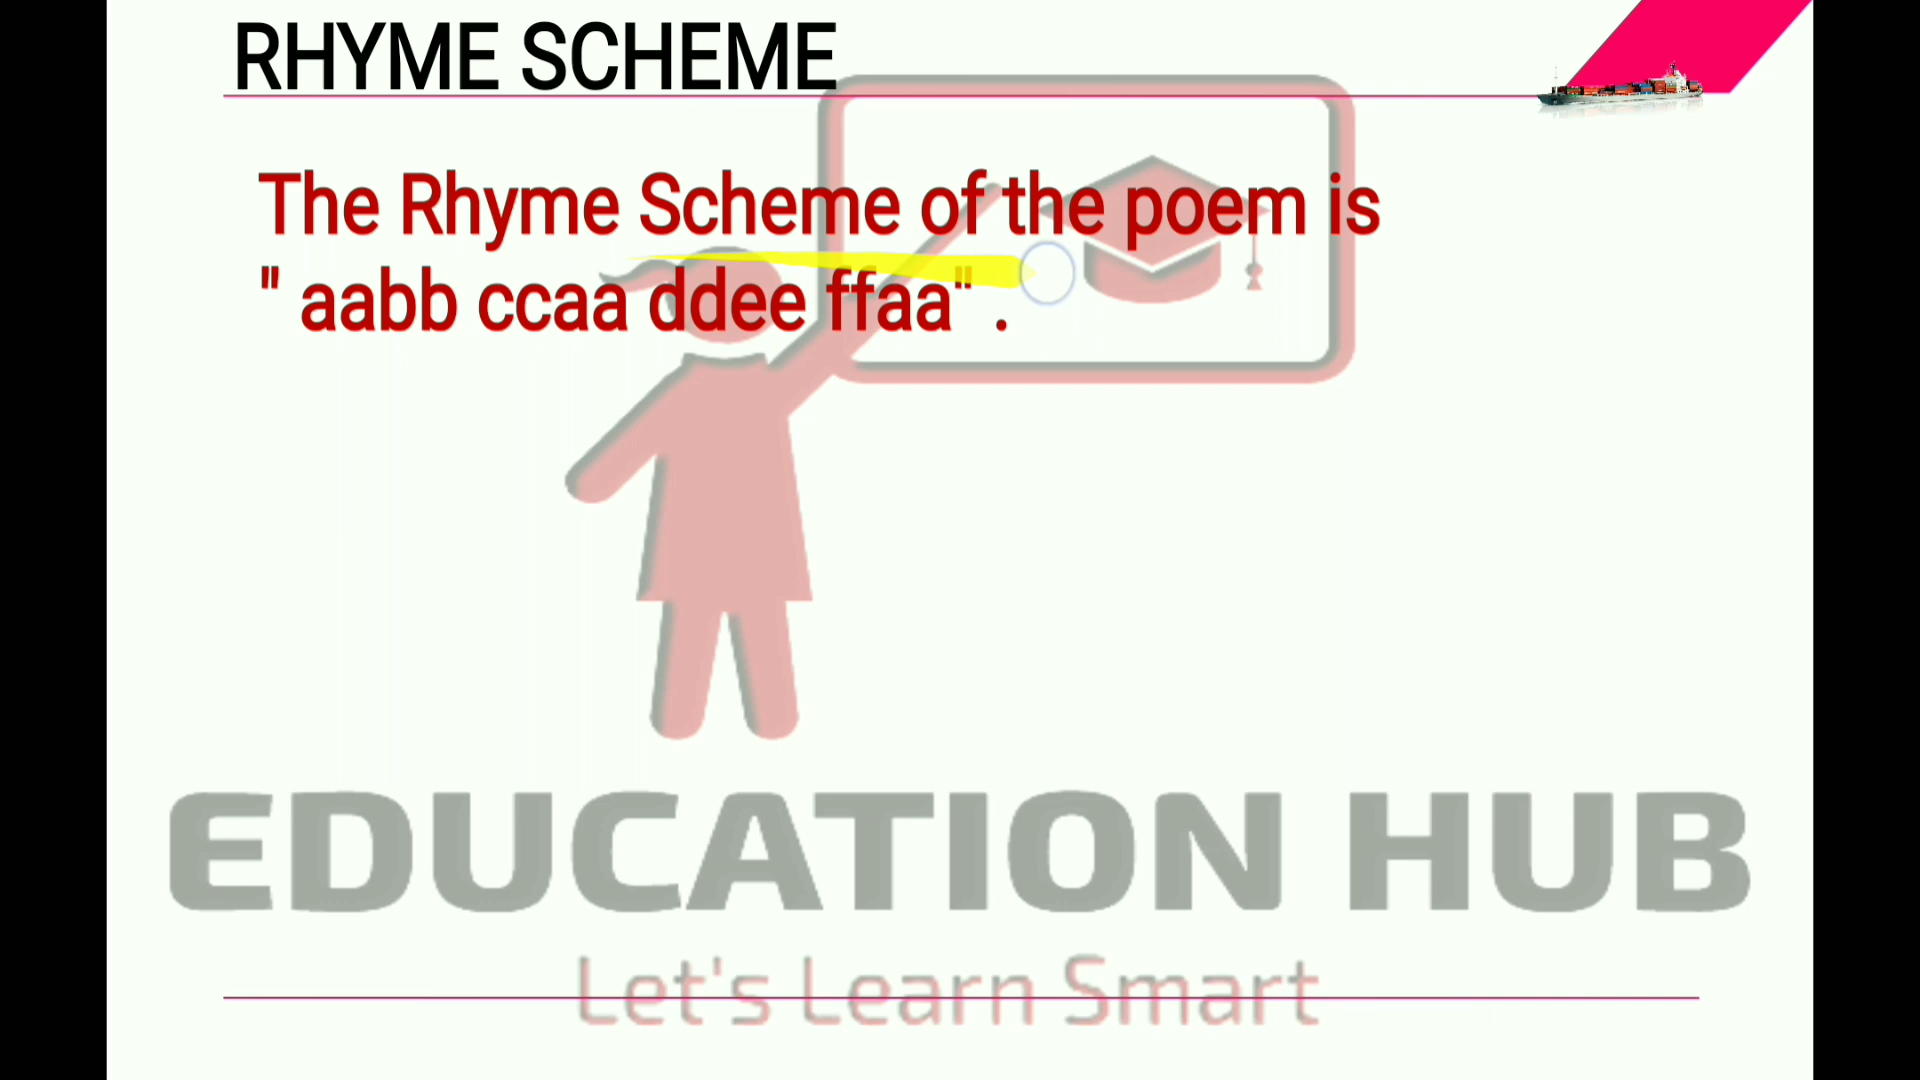 RHYME SCHEME
The Rhyme Scheme of the poem is
" aabb ccaa ddee ffaa" .
EDUCATION HUB
Let's Learn Smart